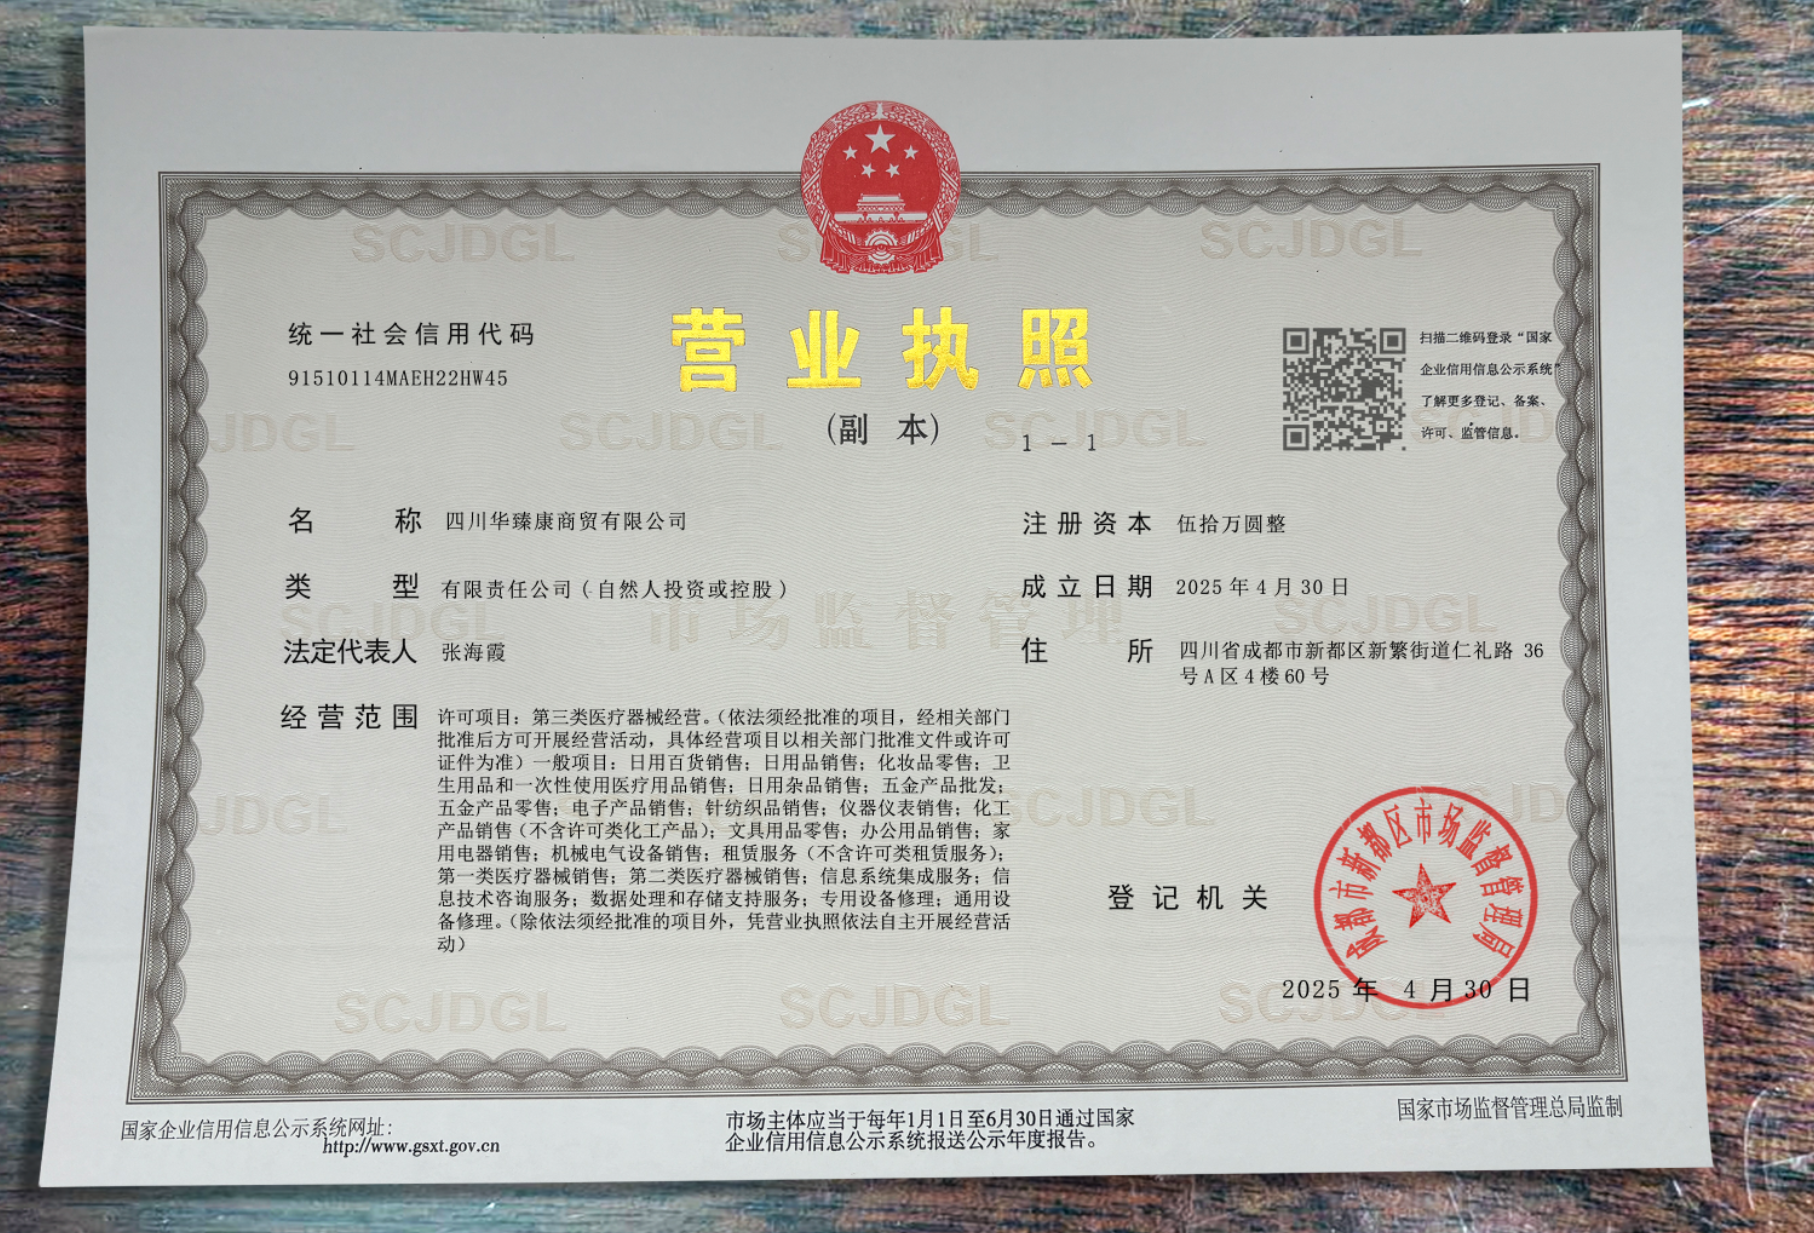 统一社会信用代码
91510114MAEH22HW45
营业执照
（副 本） 1－1
扫描二维码登录“国家
企业信用信息公示系统”
了解更多登记、备案、
许可、监管信息。
名 称 四川华臻康商贸有限公司
类 型 有限责任公司（自然人投资或控股）
法定代表人 张海霞
经营范围 许可项目：第三类医疗器械经营。（依法须经批准的项目，经相关部门
批准后方可开展经营活动，具体经营项目以相关部门批准文件或许可
证件为准）一般项目：日用百货销售；日用品销售；化妆品零售；卫
生用品和一次性使用医疗用品销售；日用杂品销售；五金产品批发；
五金产品零售；电子产品销售；针纺织品销售；仪器仪表销售；化工
产品销售（不含许可类化工产品）；文具用品零售；办公用品销售；家
用电器销售；机械电气设备销售；租赁服务（不含许可类租赁服务）；
第一类医疗器械销售；第二类医疗器械销售；信息系统集成服务；信
息技术咨询服务；数据处理和存储支持服务；专用设备修理；通用设
备修理。（除依法须经批准的项目外，凭营业执照依法自主开展经营活
动）
注册资本 伍拾万圆整
成立日期 2025年4月30日
住 所 四川省成都市新都区新繁街道仁礼路 36
号A区4楼60号
登记机关
成都市新都区市场监督管理局
2025 年 4 月 30 日
SCJDGL SCJDGL SCJDGL
JDGL SCJDGL SCJDGL SCJD
SCJDGL 市场监督管理 SCJDGL
JDGL SCJDGL SCJD
SCJDGL SCJDGL SCJDGL
国家企业信用信息公示系统网址：
http://www.gsxt.gov.cn
市场主体应当于每年1月1日至6月30日通过国家
企业信用信息公示系统报送公示年度报告。
国家市场监督管理总局监制